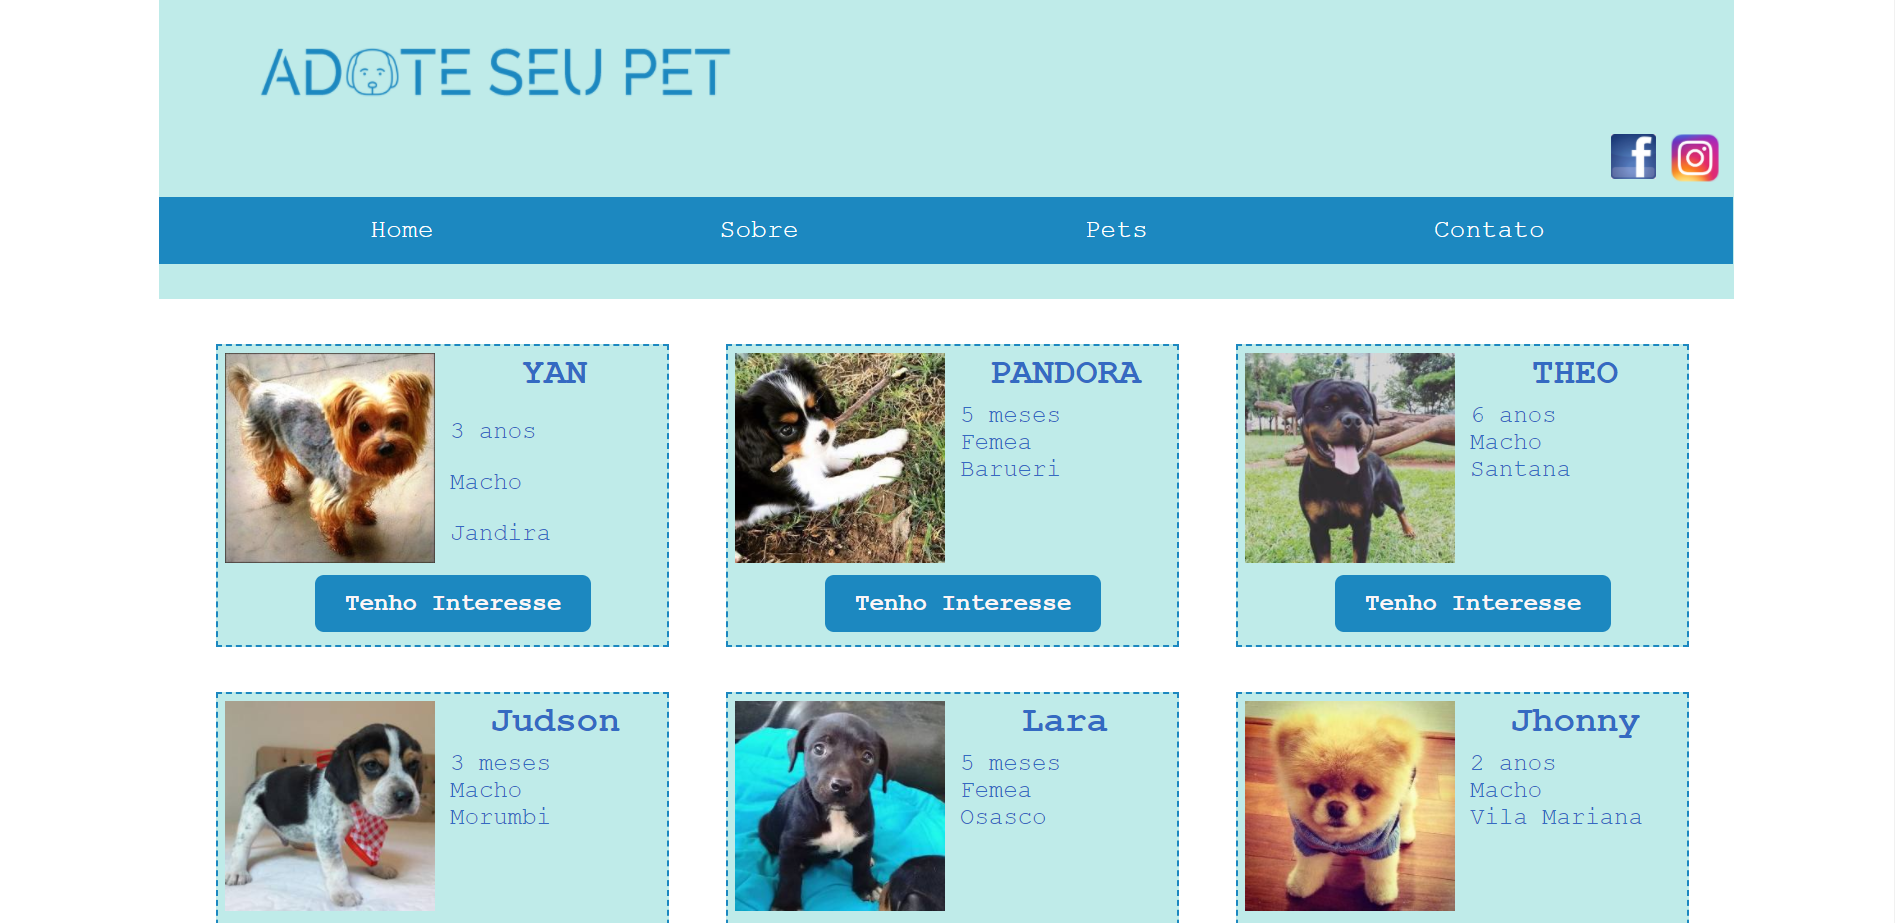 ADOTE SEU PET
Home Sobre Pets Contato
YAN
3 anos
Macho
Jandira
Tenho Interesse
PANDORA
5 meses
Femea
Barueri
Tenho Interesse
THEO
6 anos
Macho
Santana
Tenho Interesse
Judson
3 meses
Macho
Morumbi
Lara
5 meses
Femea
Osasco
Jhonny
2 anos
Macho
Vila Mariana